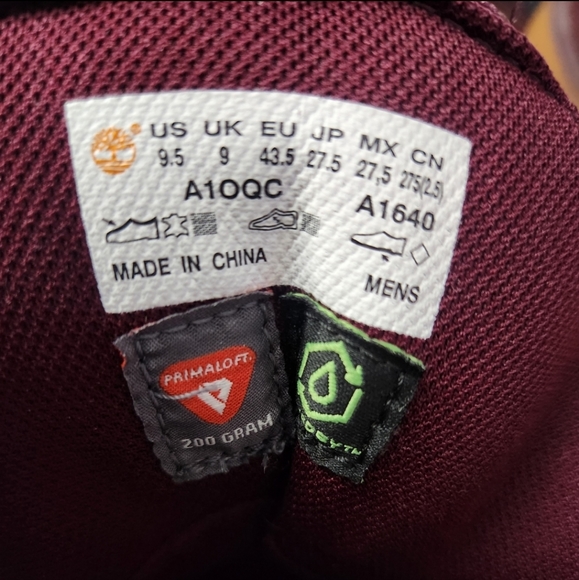 US UK EU JP MX CN
9.5 9 43.5 27.5 27,5 275(2.5)
A1OQC A1640
MADE IN CHINA
MENS
PRIMALOFT
200 GRAM